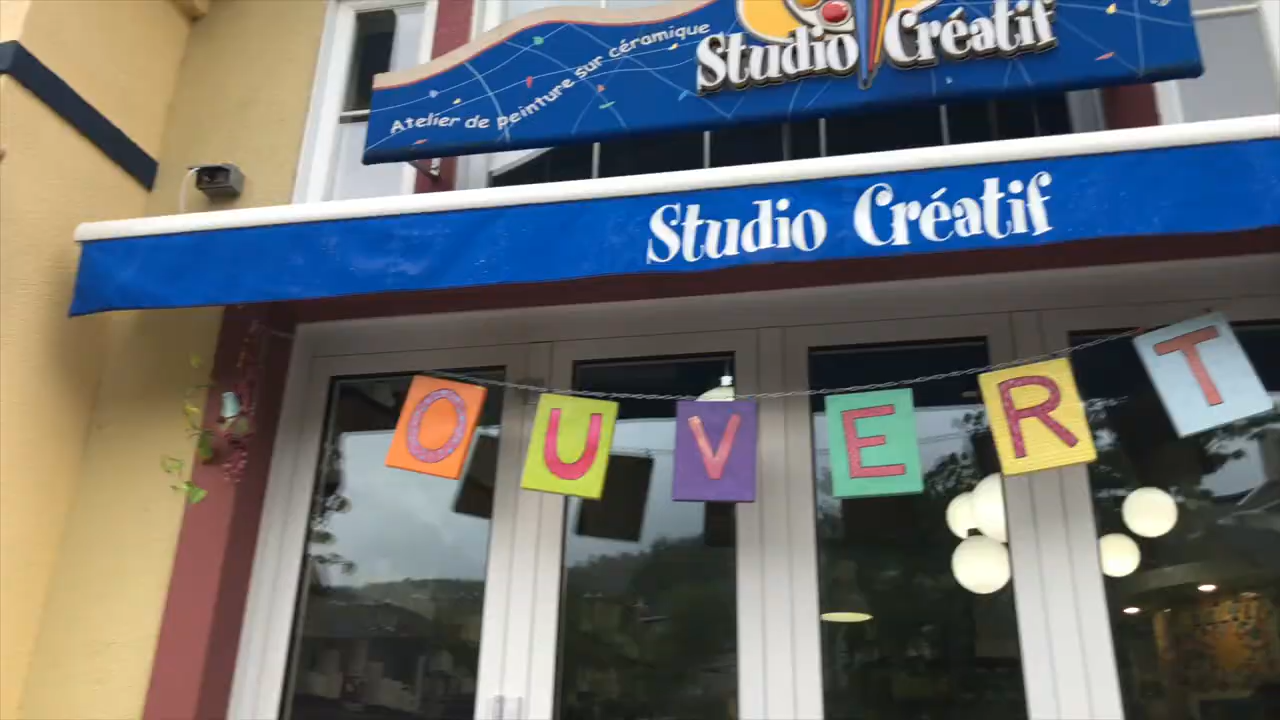 Atelier de peinture sur céramique
Studio Créatif
Studio Créatif
OUVERT